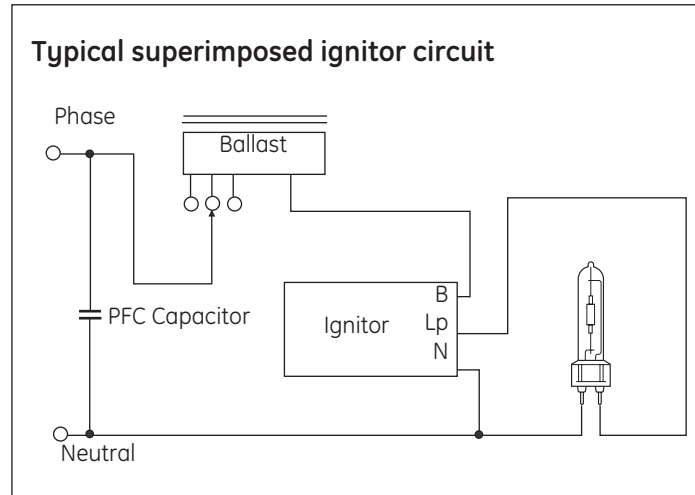 Typical superimposed ignitor circuit
Phase
Ballast
B
PFC Capacitor
Ignitor
Lp
N
Neutral